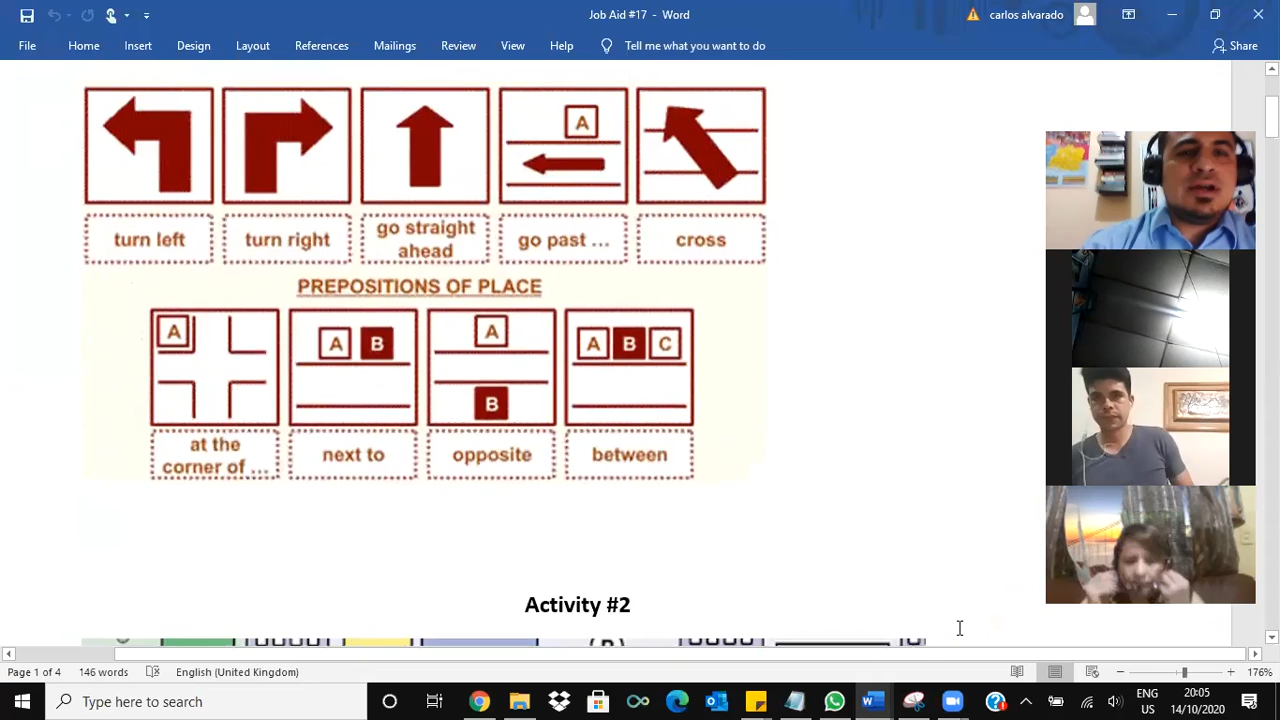 Job Aid #17 - Word
carlos alvarado
File Home Insert Design Layout References Mailings Review View Help Tell me what you want to do Share
A
turn left turn right go straight ahead go past ... cross
PREPOSITIONS OF PLACE
A A B A B A B C
at the corner of ... next to opposite between
Activity #2
Page 1 of 4 146 words English (United Kingdom) 176%
Type here to search
ENG 20:05
US 14/10/2020